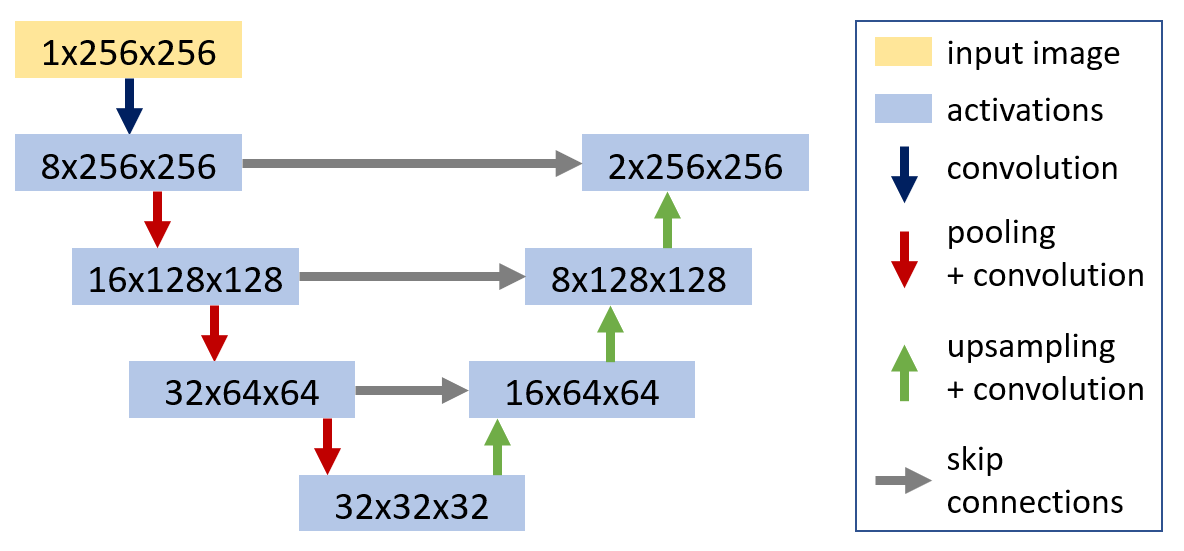 1x256x256
8x256x256
2x256x256
16x128x128
8x128x128
32x64x64
16x64x64
32x32x32
input image
activations
convolution
pooling
+ convolution
upsampling
+ convolution
skip
connections